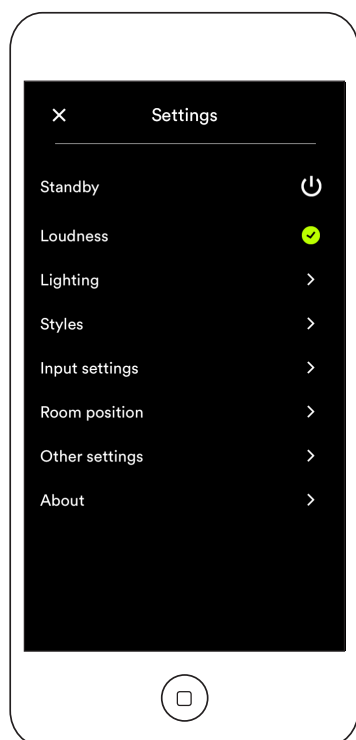 Settings
Standby
Loudness
Lighting
Styles
Input settings
Room position
Other settings
About